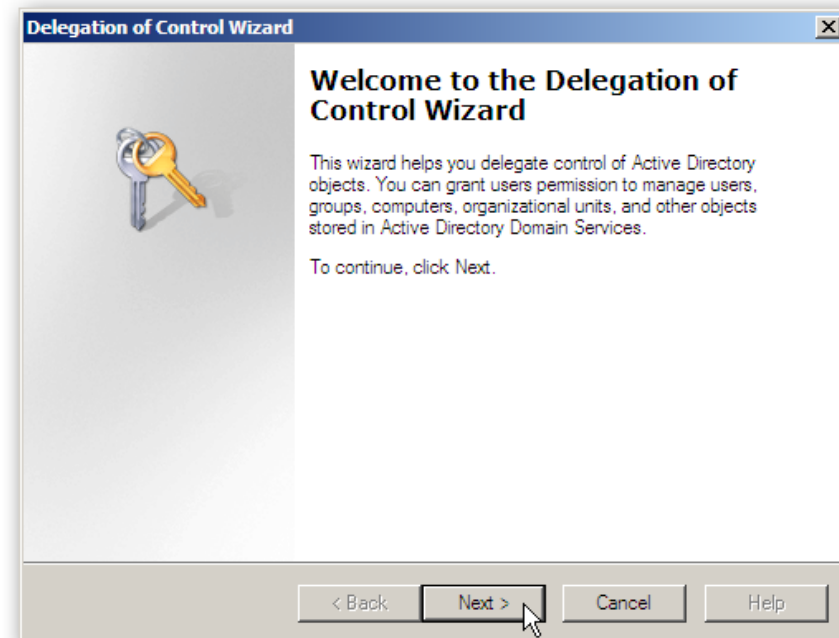 Delegation of Control Wizard
Welcome to the Delegation of
Control Wizard
This wizard helps you delegate control of Active Directory
objects. You can grant users permission to manage users,
groups, computers, organizational units, and other objects
stored in Active Directory Domain Services.
To continue, click Next.
< Back Next > Cancel Help